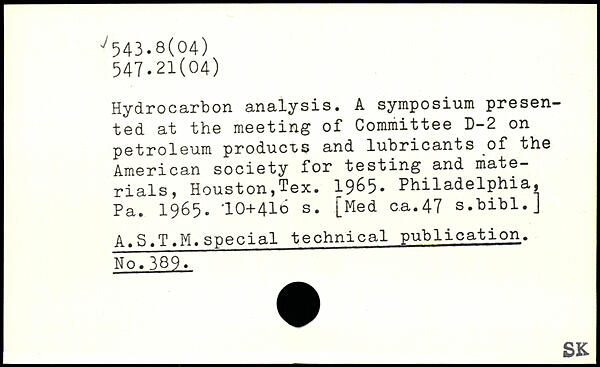 ✓543.8(04)
547.21(04)
Hydrocarbon analysis. A symposium presen-
ted at the meeting of Committee D-2 on
petroleum products and lubricants of the
American society for testing and mate-
rials, Houston,Tex. 1965. Philadelphia,
Pa. 1965. 10+416 s. [Med ca.47 s.bibl.]
A.S.T.M.special technical publication.
No.389.
SK